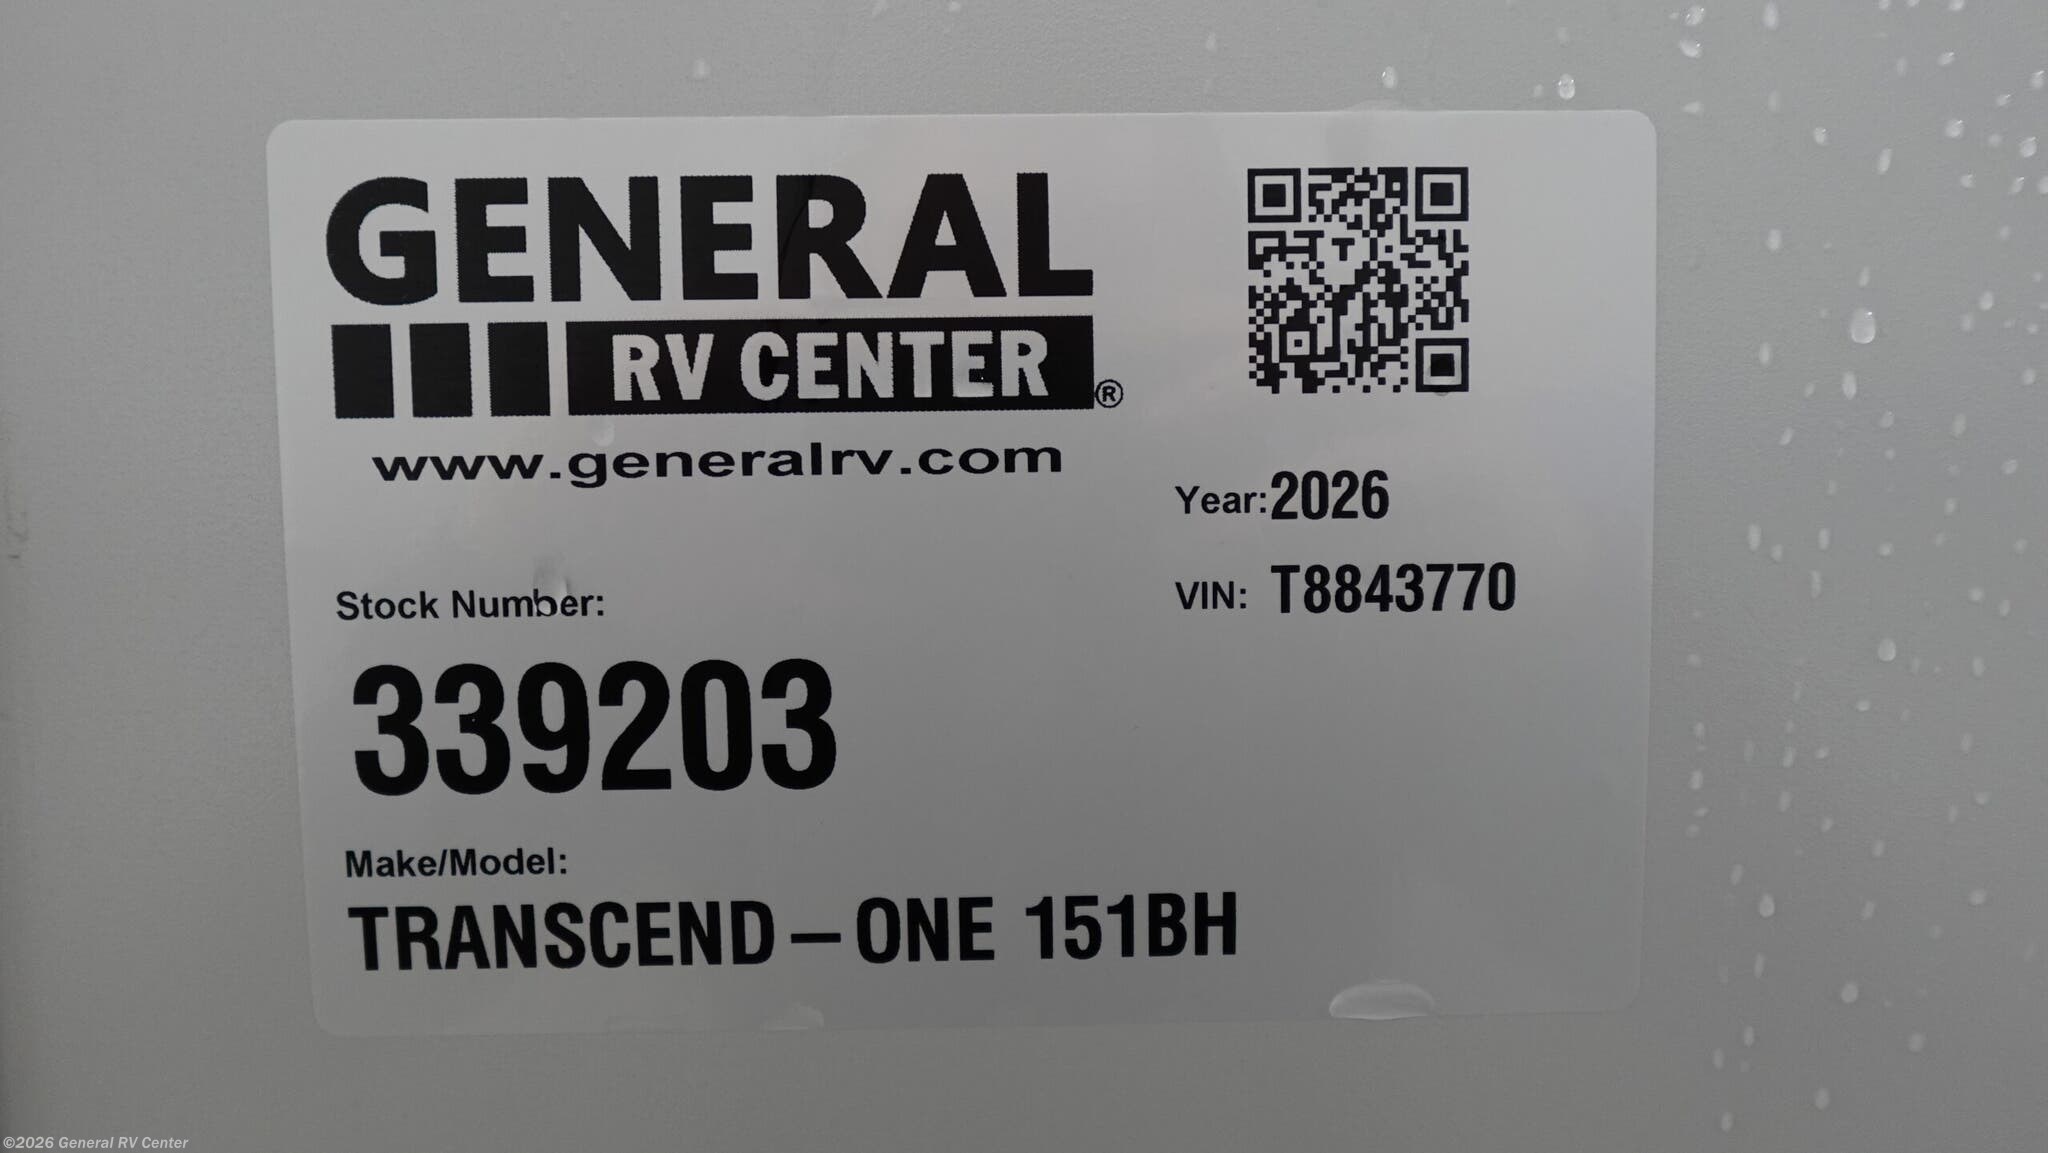 GENERAL
RV CENTER®
www.generalrv.com
Year: 2026
VIN: T8843770
Stock Number:
339203
Make/Model:
TRANSCEND-ONE 151BH
©2026 General RV Center